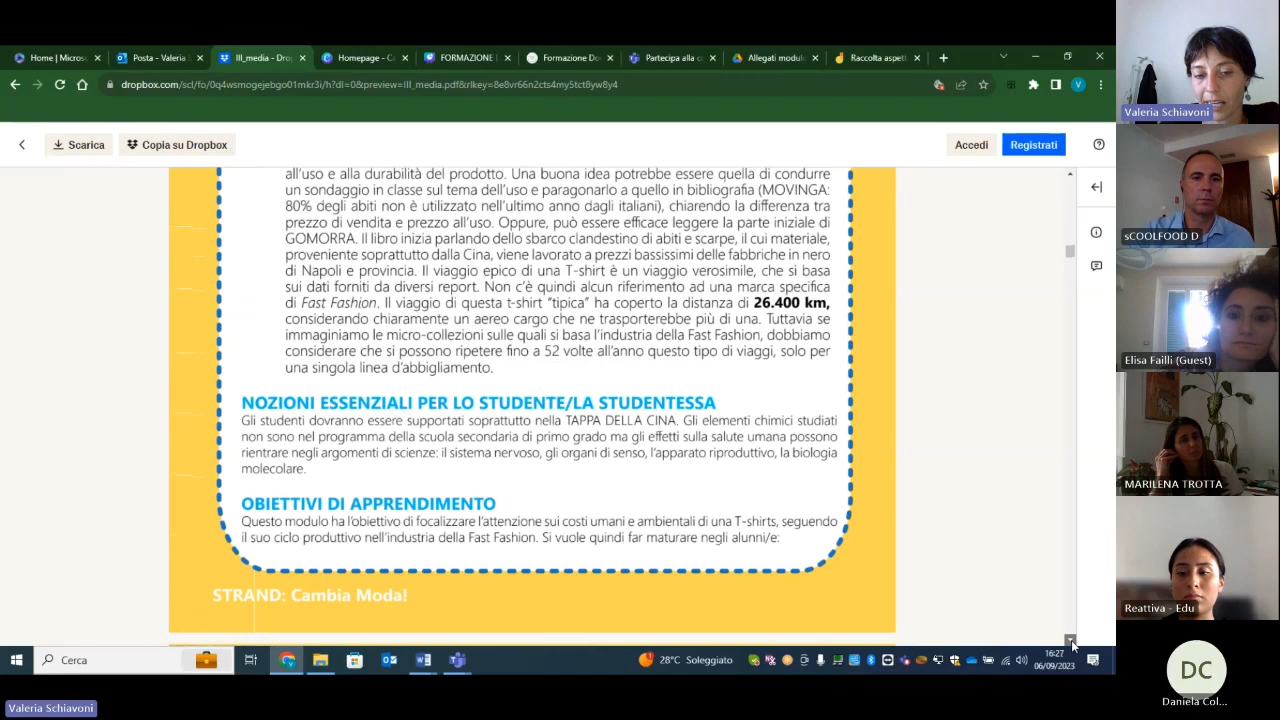 Home | Micros
Posta - Valeria S
III_media - Drop
Homepage - Ca
FORMAZIONE D
Formazione Do
Partecipa alla co
Allegati modul
Raccolta aspett
dropbox.com/scl/fo/0q4wsmogejebgo01mkr3i/h?dl=0&preview=III_media.pdf&rlkey=8e8vr66n2cts4my5tct8yw8y4
V
Scarica
Copia su Dropbox
Accedi
Registrati
all'uso e alla durabilità del prodotto. Una buona idea potrebbe essere quella di condurre
un sondaggio in classe sul tema dell'uso e paragonarlo a quello in bibliografia (MOVINGA:
80% degli abiti non è utilizzato nell'ultimo anno dagli italiani), chiarendo la differenza tra
prezzo di vendita e prezzo all'uso. Oppure, può essere efficace leggere la parte iniziale di
GOMORRA. Il libro inizia parlando dello sbarco clandestino di abiti e scarpe, il cui materiale,
proveniente soprattutto dalla Cina, viene lavorato a prezzi bassissimi delle fabbriche in nero
di Napoli e provincia. Il viaggio epico di una T-shirt è un viaggio verosimile, che si basa
sui dati forniti da diversi report. Non c'è quindi alcun riferimento ad una marca specifica
di Fast Fashion. Il viaggio di questa t-shirt "tipica" ha coperto la distanza di 26.400 km,
considerando chiaramente un aereo cargo che ne trasporterebbe più di una. Tuttavia se
immaginiamo le micro-collezioni sulle quali si basa l'industria della Fast Fashion, dobbiamo
considerare che si possono ripetere fino a 52 volte all'anno questo tipo di viaggi, solo per
una singola linea d'abbigliamento.
NOZIONI ESSENZIALI PER LO STUDENTE/LA STUDENTESSA
Gli studenti dovranno essere supportati soprattutto nella TAPPA DELLA CINA. Gli elementi chimici studiati
non sono nel programma della scuola secondaria di primo grado ma gli effetti sulla salute umana possono
rientrare negli argomenti di scienze: il sistema nervoso, gli organi di senso, l'apparato riproduttivo, la biologia
molecolare.
OBIETTIVI DI APPRENDIMENTO
Questo modulo ha l'obiettivo di focalizzare l'attenzione sui costi umani e ambientali di una T-shirts, seguendo
il suo ciclo produttivo nell'industria della Fast Fashion. Si vuole quindi far maturare negli alunni/e:
STRAND: Cambia Moda!
Cerca
28°C Soleggiato
16:27
06/09/2023
Valeria Schiavoni
Valeria Schiavoni
sCOOLFOOD D
Elisa Failli (Guest)
MARILENA TROTTA
Reattiva - Edu
DC
Daniela Col...